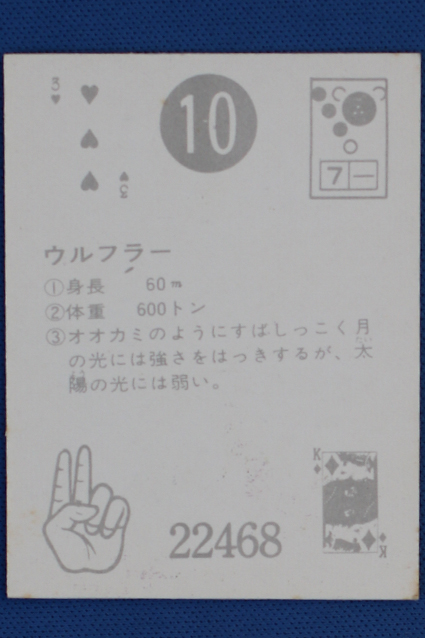 3
10
3
7 一
ウルフラー
①身長 60m
②体重 600トン
③オオカミのようにすばしっこく月
の光には強さをはっきするが、太
陽の光には弱い。
K
22468
K